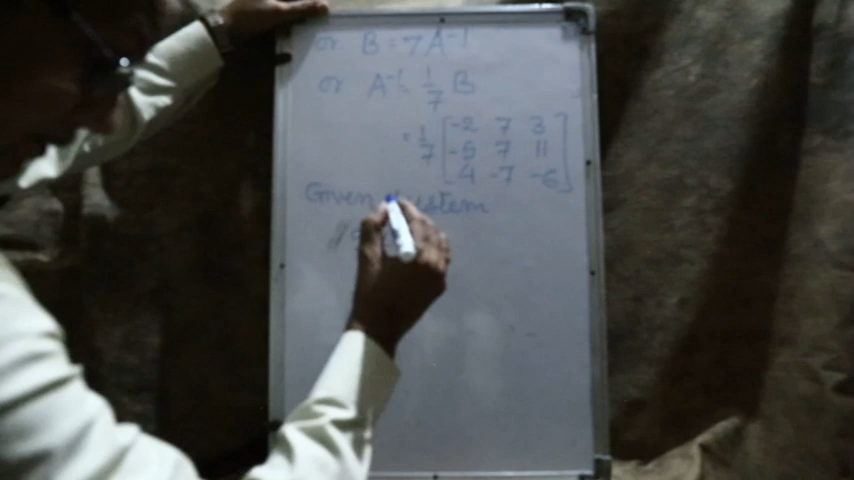 or B = 7A⁻¹
or A⁻¹ = 1/7 B
= 1/7 [-2 7 3
-5 7 11
4 -7 -6]
Given system